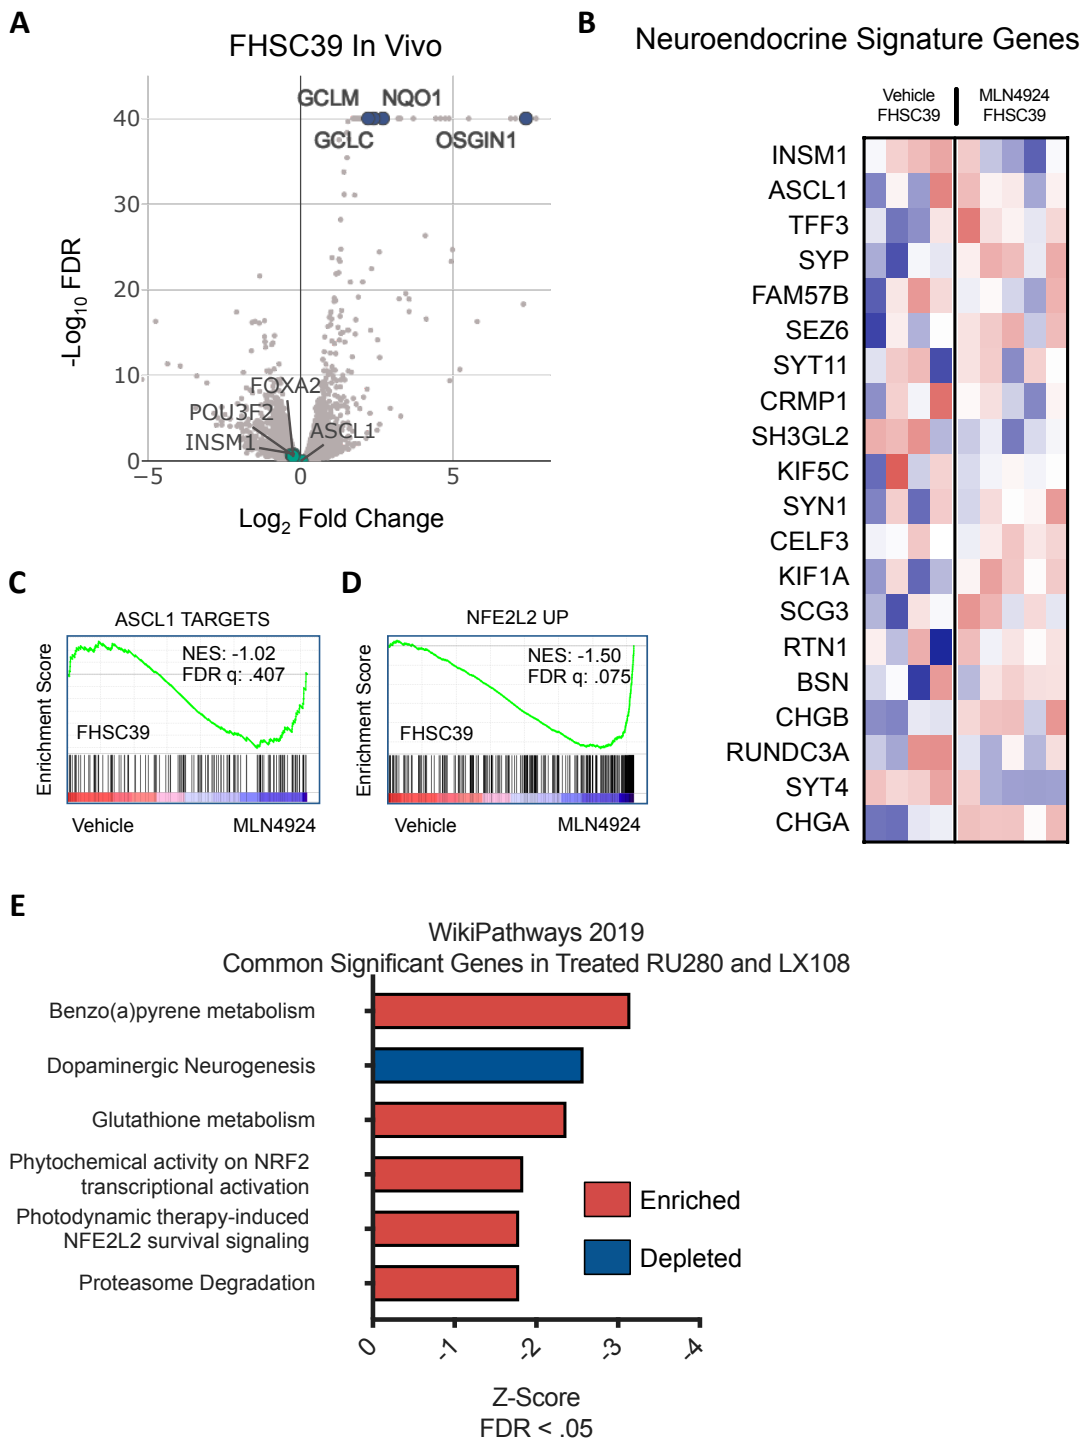 A
FHSC39 In Vivo
GCLM
NQO1
GCLC
OSGIN1
40
30
20
10
0
FOXA2
POU3F2
INSM1
ASCL1
−5
0
5
-Log10 FDR
Log2 Fold Change
B
Neuroendocrine Signature Genes
Vehicle
FHSC39
MLN4924
FHSC39
INSM1
ASCL1
TFF3
SYP
FAM57B
SEZ6
SYT11
CRMP1
SH3GL2
KIF5C
SYN1
CELF3
KIF1A
SCG3
RTN1
BSN
CHGB
RUNDC3A
SYT4
CHGA
C
ASCL1 TARGETS
NES: -1.02
FDR q: .407
FHSC39
Enrichment Score
Vehicle
MLN4924
D
NFE2L2 UP
NES: -1.50
FDR q: .075
FHSC39
Enrichment Score
Vehicle
MLN4924
E
WikiPathways 2019
Common Significant Genes in Treated RU280 and LX108
Benzo(a)pyrene metabolism
Dopaminergic Neurogenesis
Glutathione metabolism
Phytochemical activity on NRF2
transcriptional activation
Photodynamic therapy-induced
NFE2L2 survival signaling
Proteasome Degradation
Enriched
Depleted
0
-1
-2
-3
-4
Z-Score
FDR < .05